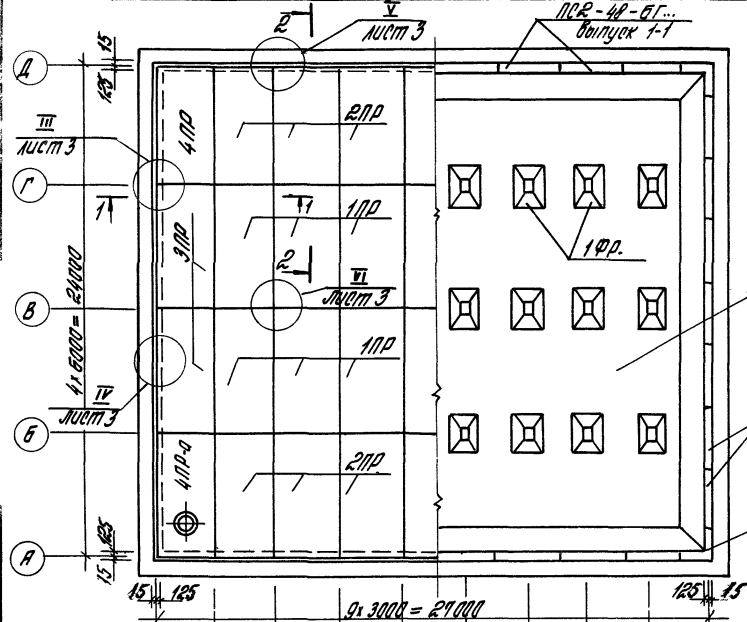 2
V
лист 3
ПС2-48-БГ...
Выпуск 1-1
15
125
Д
III
лист 3
4ПР
2ПР
Г
1
1
1ПР
3ПР
2
1ФР.
VI
лист 3
В
4х6000=24000
1ПР
IV
лист 3
Б
4ПР-а
2ПР
125
А
15
15
125
9х3000=27000
125
15